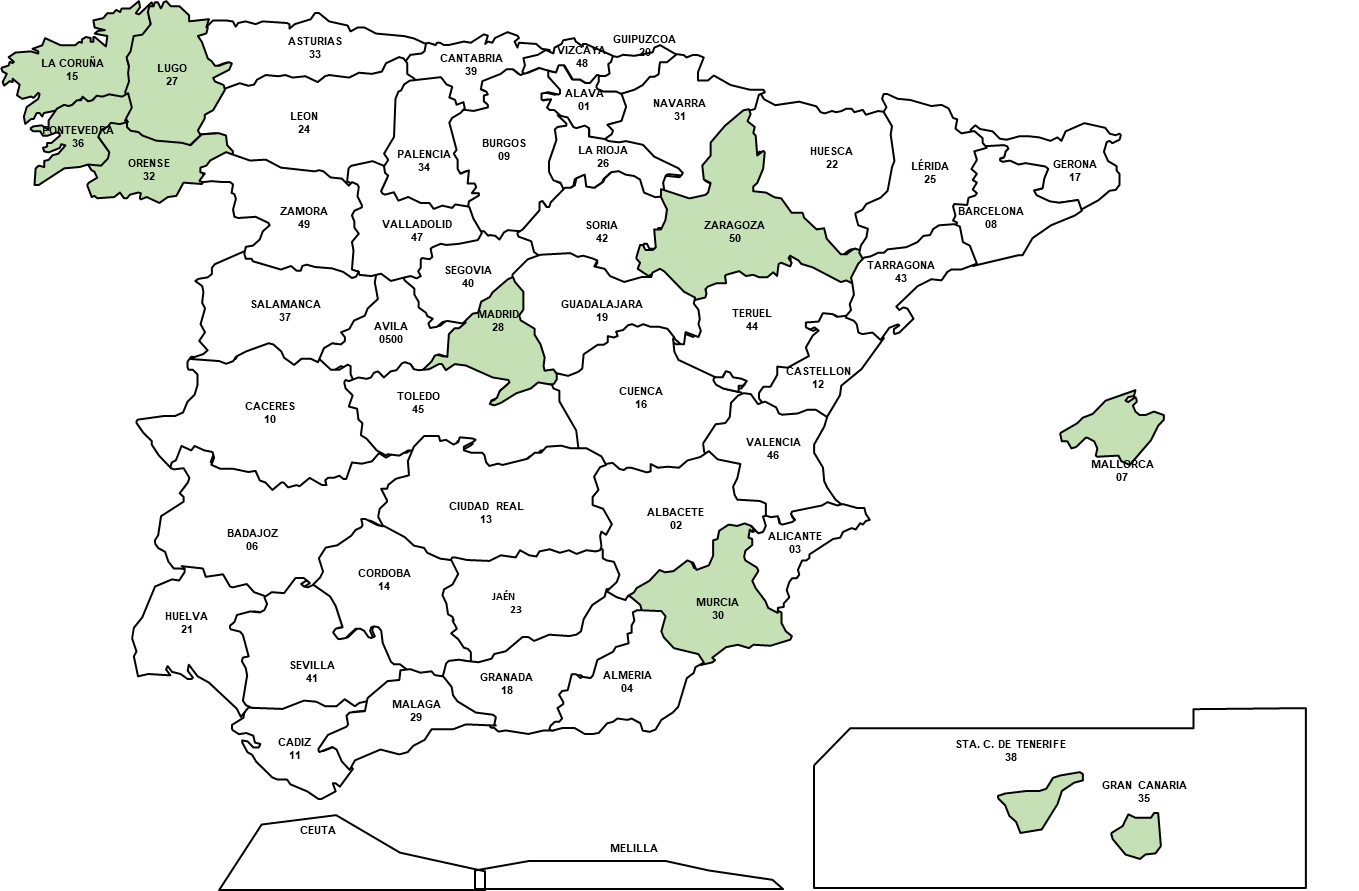 GUIPUZCOA
20
ASTURIAS
33
VIZCAYA
48
CANTABRIA
39
LA CORUÑA
15
LUGO
27
ALAVA
01
NAVARRA
31
LEON
24
PONTEVEDRA
36
BURGOS
09
LA RIOJA
26
PALENCIA
34
HUESCA
22
LÉRIDA
25
GERONA
17
ORENSE
32
ZAMORA
49
VALLADOLID
47
SORIA
42
ZARAGOZA
50
BARCELONA
08
SEGOVIA
40
TARRAGONA
43
SALAMANCA
37
AVILA
0500
MADRID
28
GUADALAJARA
19
TERUEL
44
CASTELLON
12
CACERES
10
TOLEDO
45
CUENCA
16
VALENCIA
46
MALLORCA
07
BADAJOZ
06
CIUDAD REAL
13
ALBACETE
02
ALICANTE
03
CORDOBA
14
JAÉN
23
MURCIA
30
HUELVA
21
SEVILLA
41
GRANADA
18
ALMERIA
04
MALAGA
29
CADIZ
11
STA. C. DE TENERIFE
38
GRAN CANARIA
35
CEUTA
MELILLA